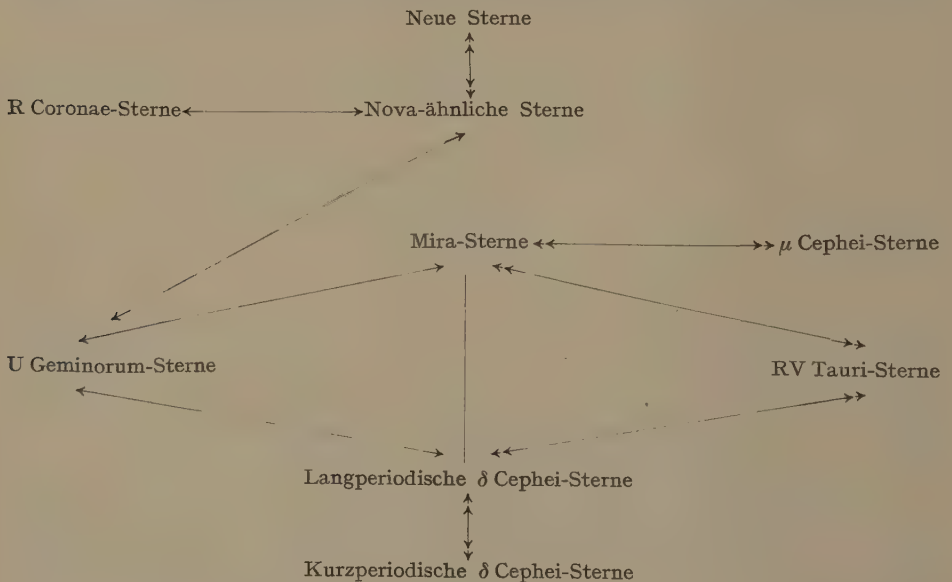 Neue Sterne
R Coronae-Sterne
Nova-ähnliche Sterne
Mira-Sterne
μ Cephei-Sterne
U Geminorum-Sterne
RV Tauri-Sterne
Langperiodische δ Cephei-Sterne
Kurzperiodische δ Cephei-Sterne